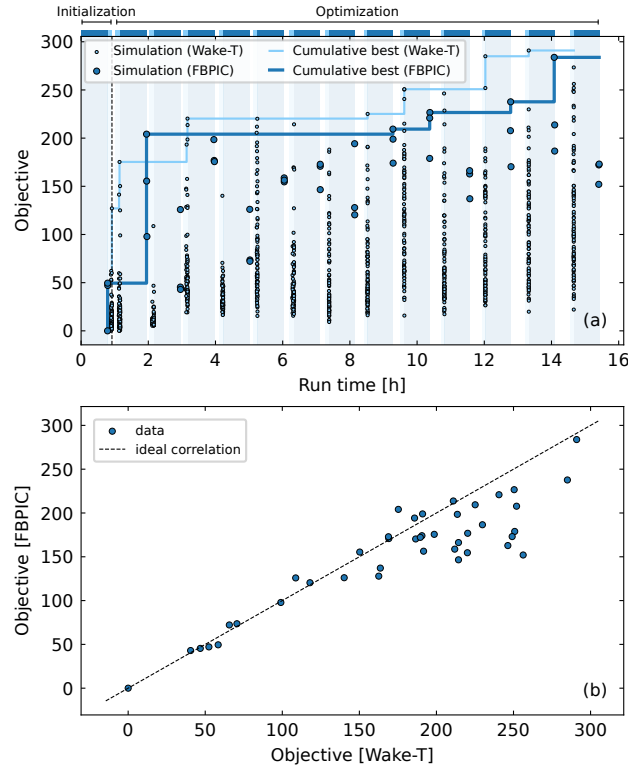 Initialization Optimization
Simulation (Wake-T) Cumulative best (Wake-T)
Simulation (FBPIC) Cumulative best (FBPIC)
Objective
300
250
200
150
100
50
0
(a)
0 2 4 6 8 10 12 14 16
Run time [h]
data
ideal correlation
Objective [FBPIC]
300
250
200
150
100
50
0
(b)
0 50 100 150 200 250 300
Objective [Wake-T]